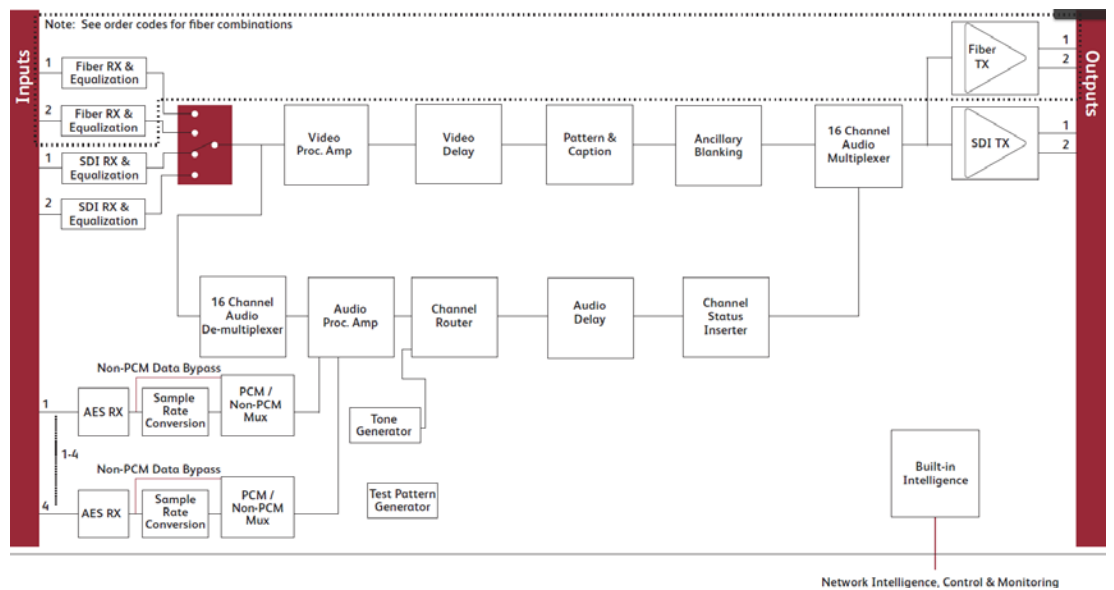 Note: See order codes for fiber combinations
Inputs
Outputs
1
Fiber RX &
Equalization
2
Fiber RX &
Equalization
1
SDI RX &
Equalization
2
SDI RX &
Equalization
Video
Proc. Amp
Video
Delay
Pattern &
Caption
Ancillary
Blanking
16 Channel
Audio
Multiplexer
Fiber
TX
1
2
SDI TX
1
2
16 Channel
Audio
De-multiplexer
Audio
Proc. Amp
Channel
Router
Audio
Delay
Channel
Status
Inserter
Non-PCM Data Bypass
1
AES RX
Sample
Rate
Conversion
PCM /
Non-PCM
Mux
Tone
Generator
1-4
Non-PCM Data Bypass
4
AES RX
Sample
Rate
Conversion
PCM /
Non-PCM
Mux
Test Pattern
Generator
Built-in
Intelligence
Network Intelligence, Control & Monitoring